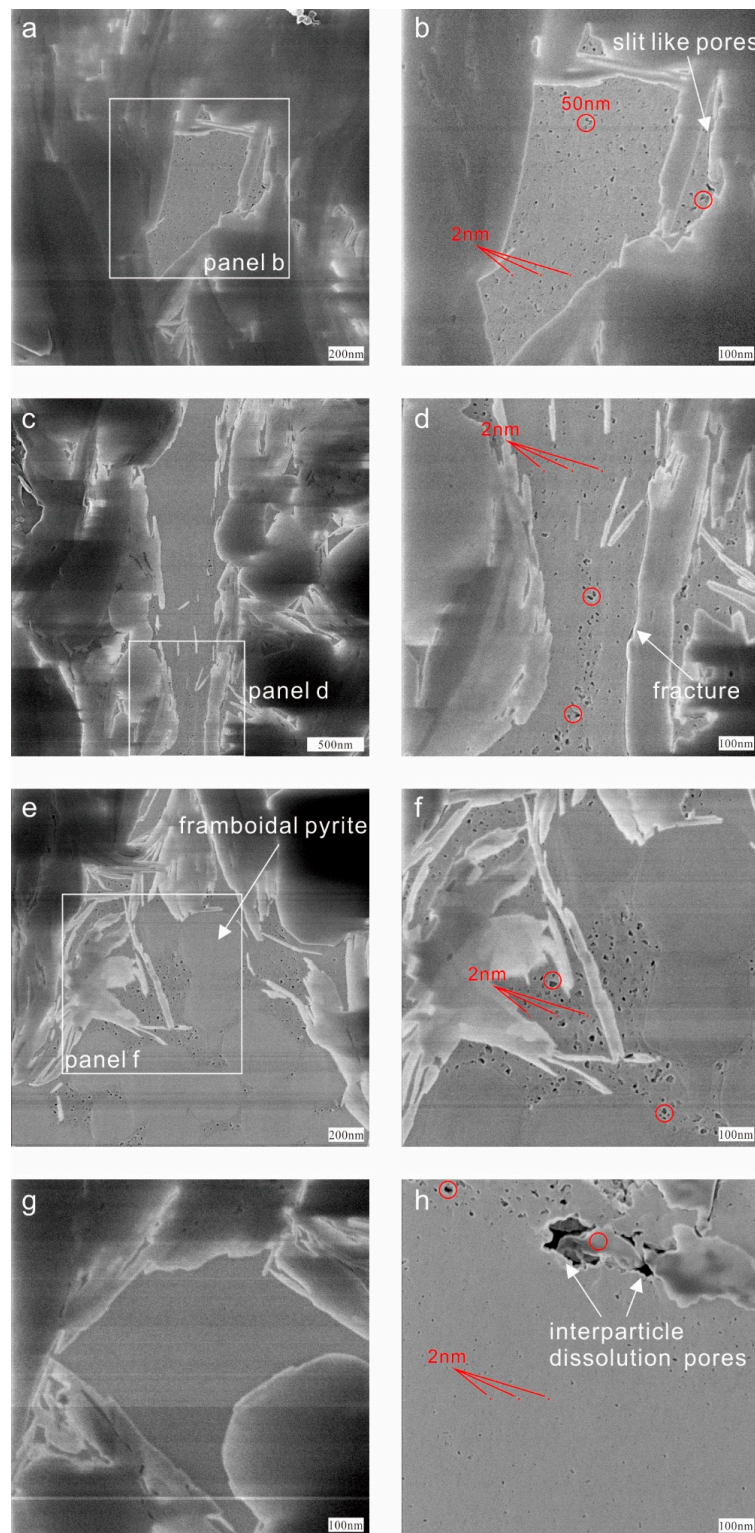 a
panel b
200nm
b
slit like pores
50nm
2nm
100nm
c
panel d
500nm
d
2nm
fracture
100nm
e
framboidal pyrite
panel f
200nm
f
2nm
100nm
g
100nm
h
interparticle
dissolution pores
2nm
100nm